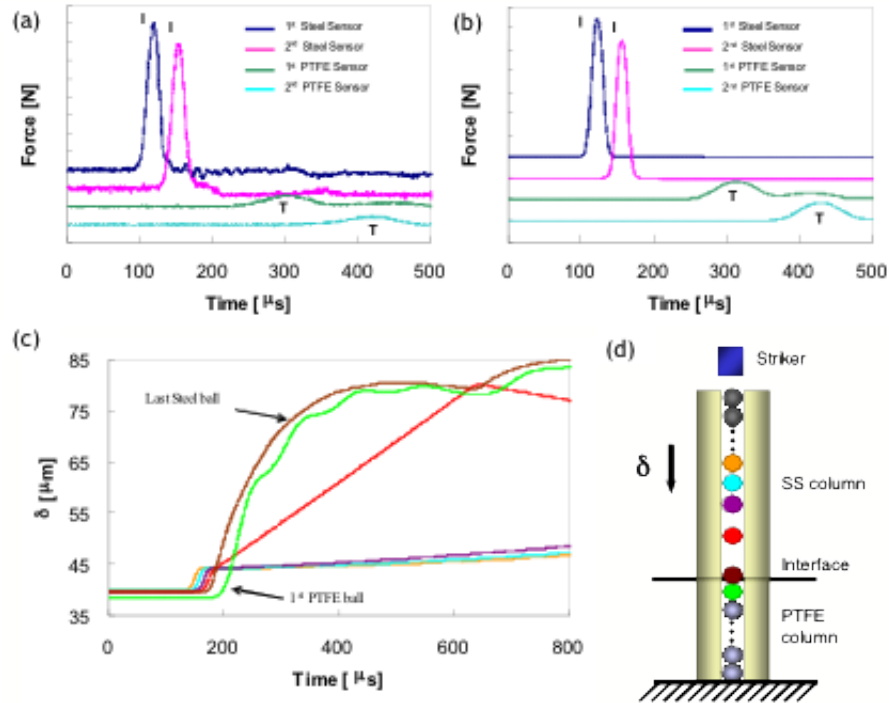 (a)
I I
1st Steel Sensor
2st Steel Sensor
1st PTFE Sensor
2st PTFE Sensor
Force [N]
T
T
0 100 200 300 400 500
Time [ μs]
(b)
I I
1st Steel Sensor
2nd Steel Sensor
1st PTFE Sensor
2nd PTFE Sensor
Force [N]
T
T
0 100 200 300 400 500
Time [ μs]
(c)
85
75
65
55
45
35
δ [μm]
Last Steel ball
1st PTFE ball
0 200 400 600 800
Time [ μs]
(d)
Striker
δ
SS column
Interface
PTFE
column